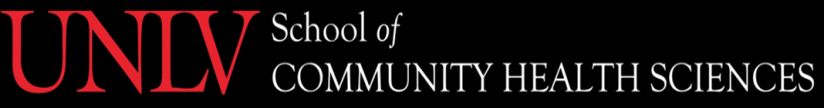 UNLV
School of
COMMUNITY HEALTH SCIENCES